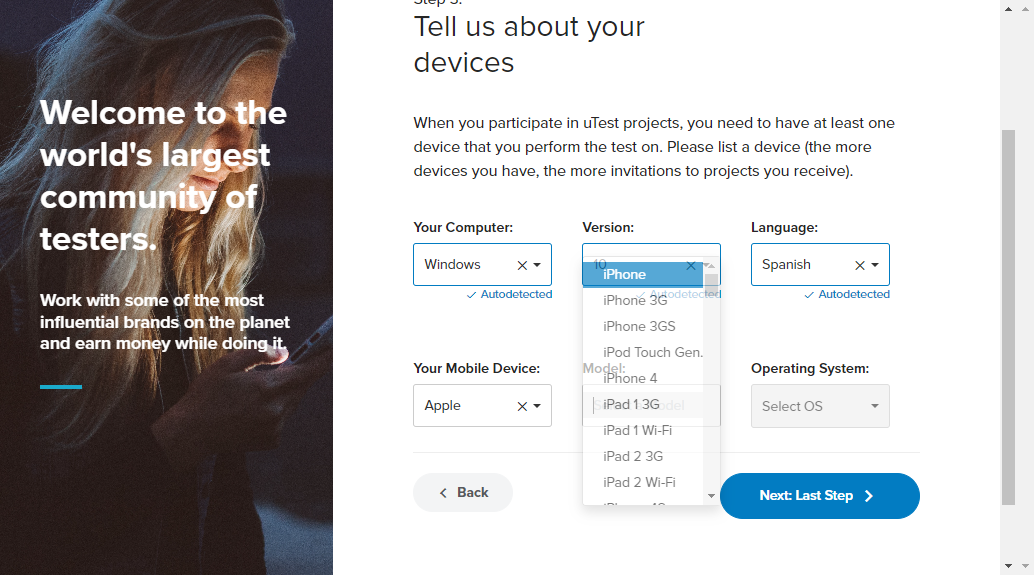 Step 3:
Tell us about your
devices
Welcome to the
world's largest
community of
testers.
Work with some of the most
influential brands on the planet
and earn money while doing it.
When you participate in uTest projects, you need to have at least one
device that you perform the test on. Please list a device (the more
devices you have, the more invitations to projects you receive).
Your Computer:
Windows
Autodetected
Version:
10
Autodetected
Language:
Spanish
Autodetected
Your Mobile Device:
Apple
Model:
Operating System:
Select OS
iPhone
iPhone 3G
iPhone 3GS
iPod Touch Gen.
iPhone 4
iPad 1 3G
iPad 1 Wi-Fi
iPad 2 3G
iPad 2 Wi-Fi
Back
Next: Last Step